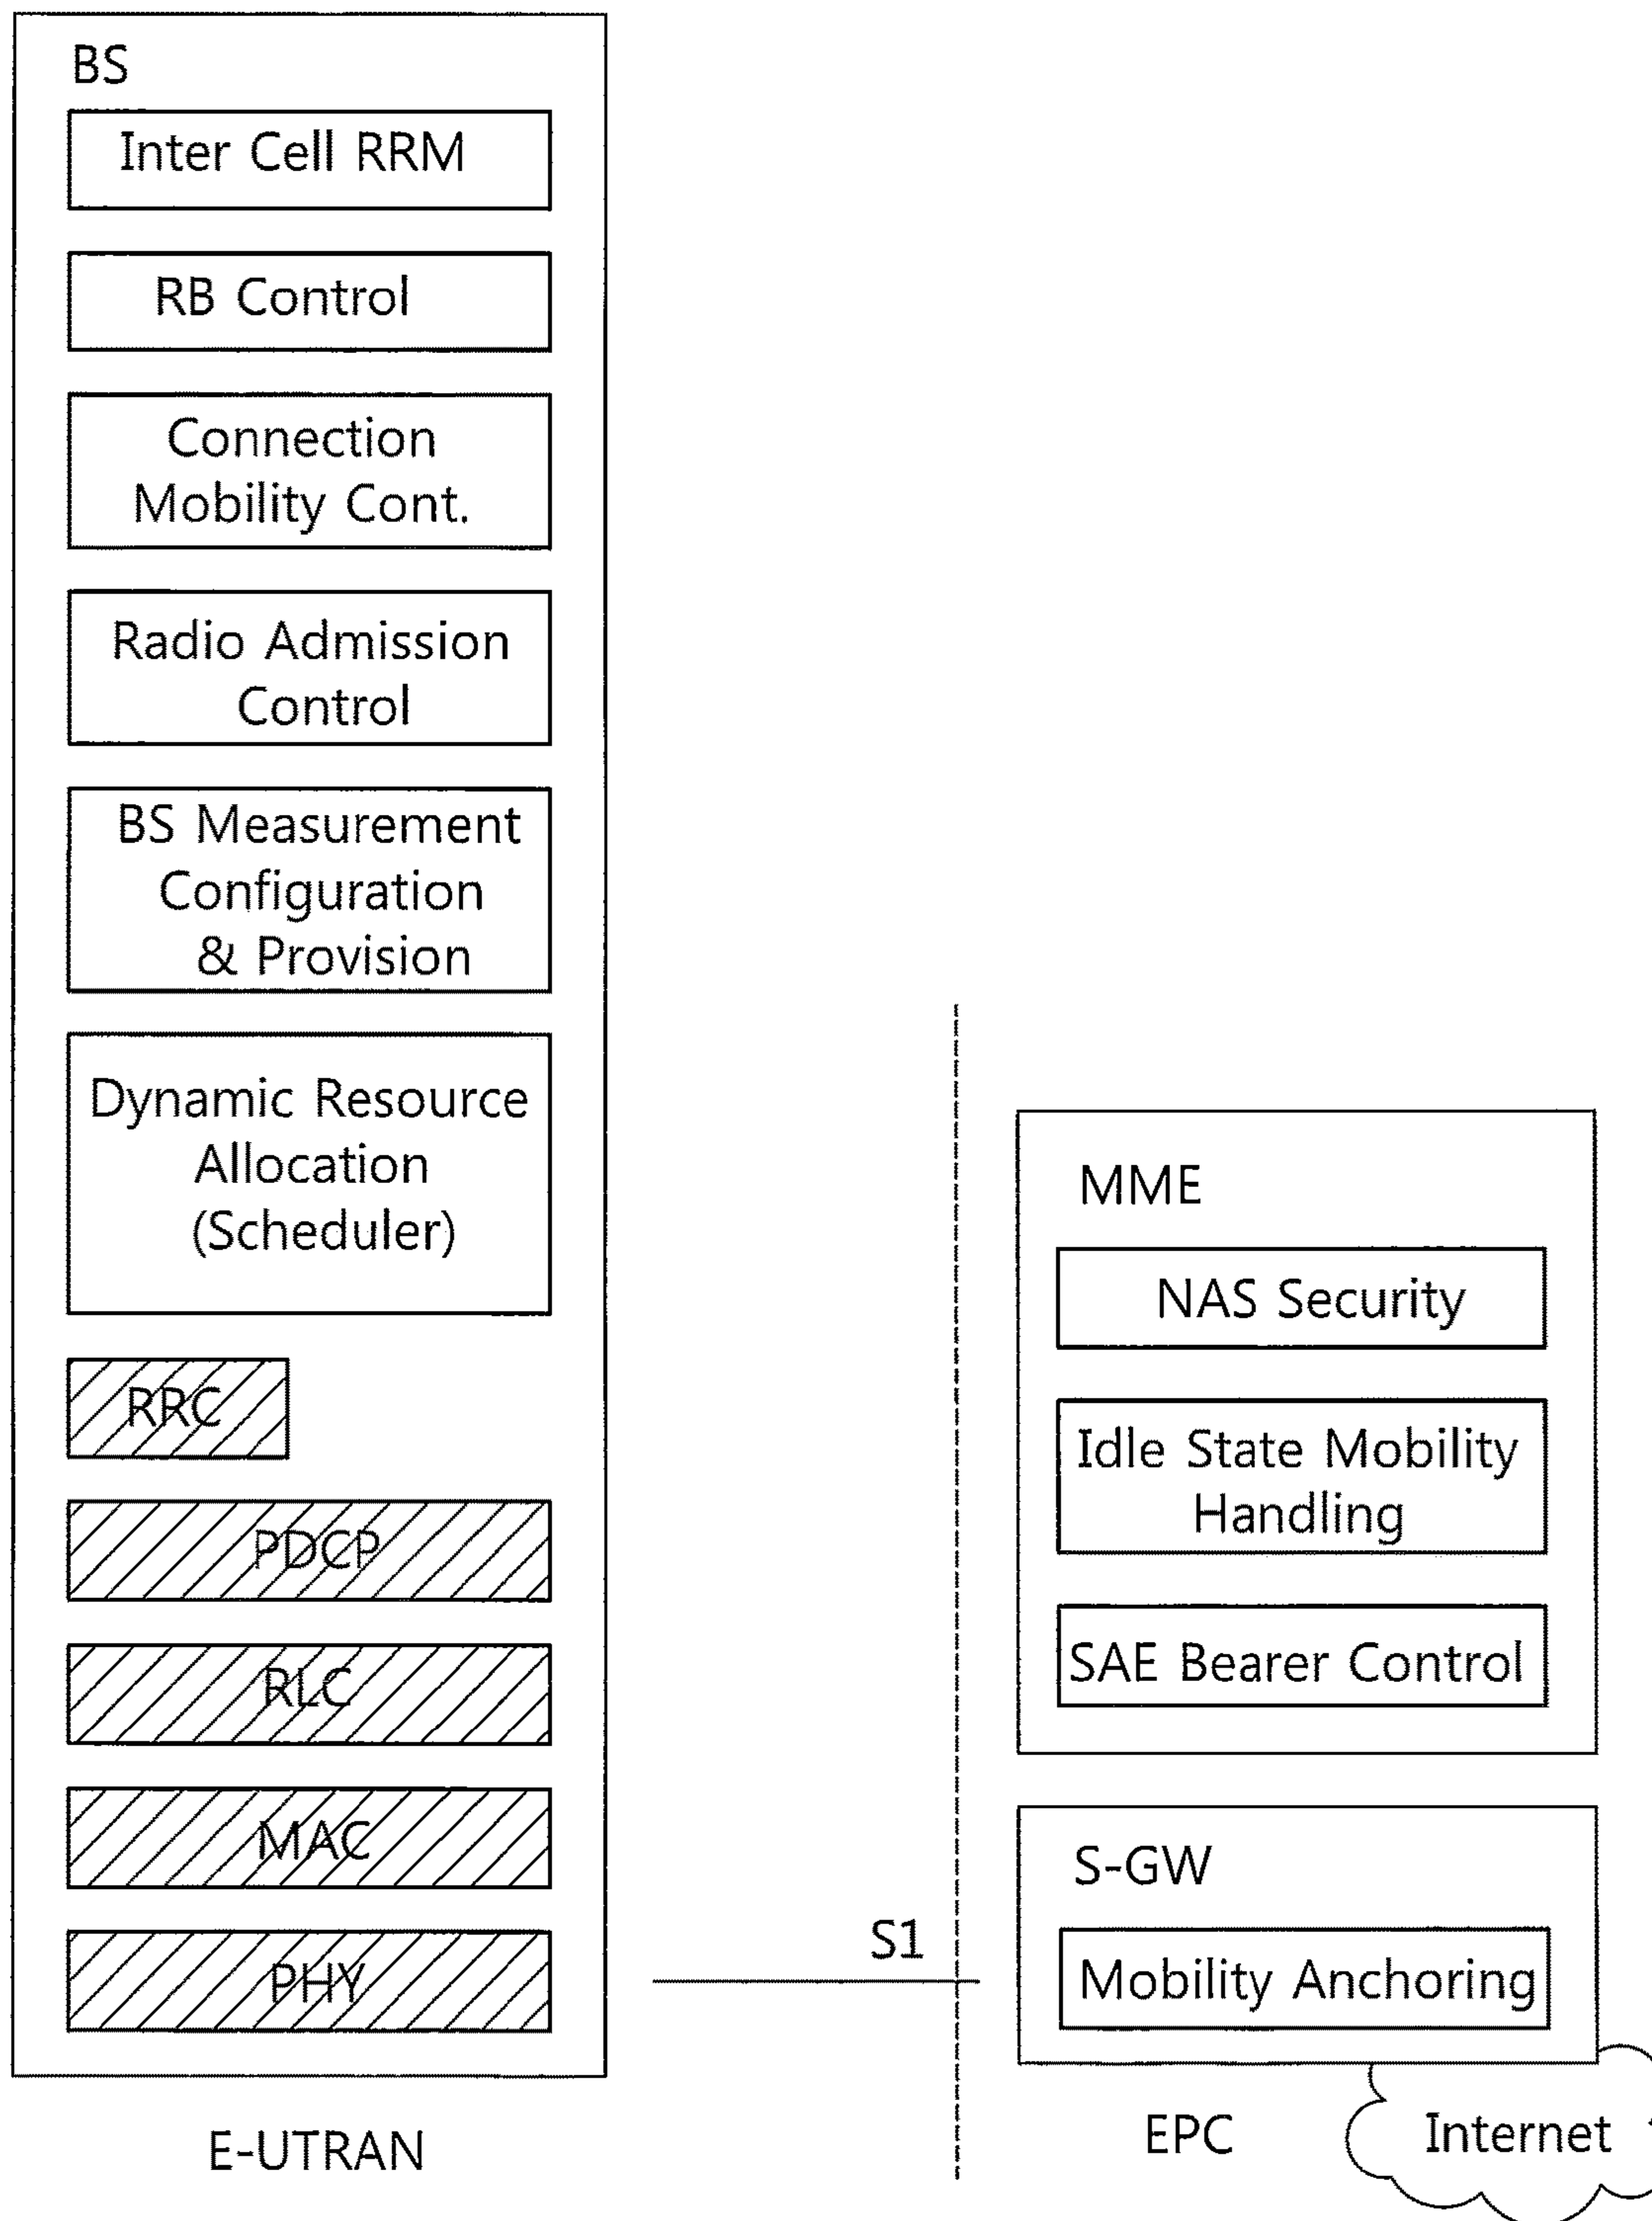 BS
Inter Cell RRM
RB Control
Connection
Mobility Cont.
Radio Admission
Control
BS Measurement
Configuration
& Provision
Dynamic Resource
Allocation
(Scheduler)
RRC
PDCP
RLC
MAC
PHY
E-UTRAN
S1
MME
NAS Security
Idle State Mobility
Handling
SAE Bearer Control
S-GW
Mobility Anchoring
EPC
Internet